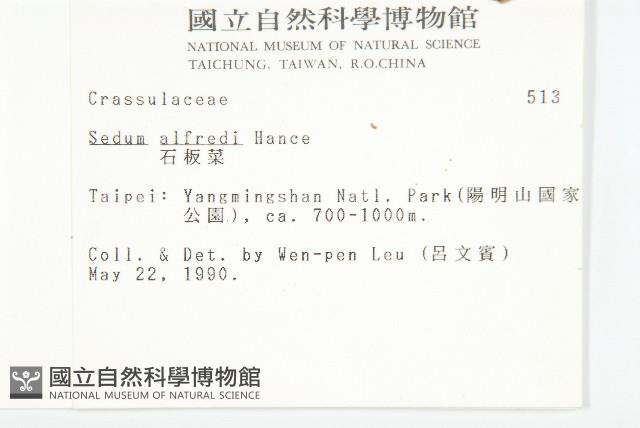 國立自然科學博物館
NATIONAL MUSEUM OF NATURAL SCIENCE
TAICHUNG, TAIWAN, R.O.CHINA
Crassulaceae 513
Sedum alfredi Hance
石板菜
Taipei: Yangmingshan Natl. Park(陽明山國家
公園), ca. 700-1000m.
Coll. & Det. by Wen-pen Leu (呂文賓)
May 22, 1990.
國立自然科學博物館
NATIONAL MUSEUM OF NATURAL SCIENCE